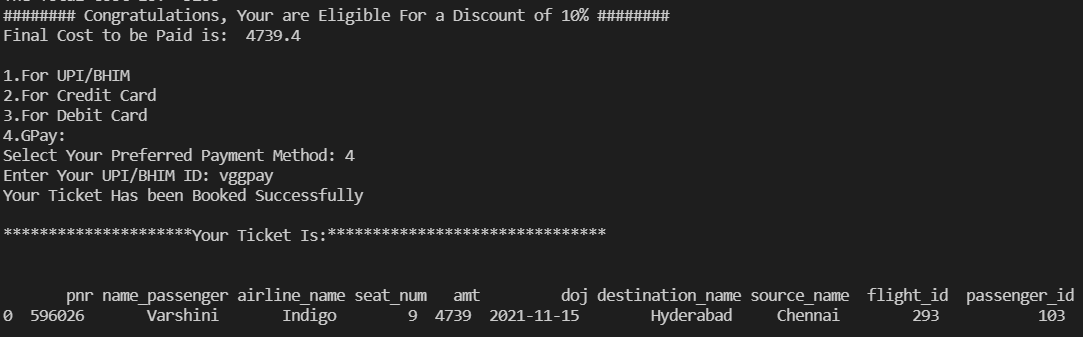 ######## Congratulations, Your are Eligible For a Discount of 10% ########
Final Cost to be Paid is:  4739.4
1.For UPI/BHIM
2.For Credit Card
3.For Debit Card
4.GPay:
Select Your Preferred Payment Method: 4
Enter Your UPI/BHIM ID: vggpay
Your Ticket Has been Booked Successfully
*********************Your Ticket Is:*******************************
pnr name_passenger airline_name seat_num amt doj destination_name source_name flight_id passenger_id
0 596026 Varshini Indigo 9 4739 2021-11-15 Hyderabad Chennai 293 103